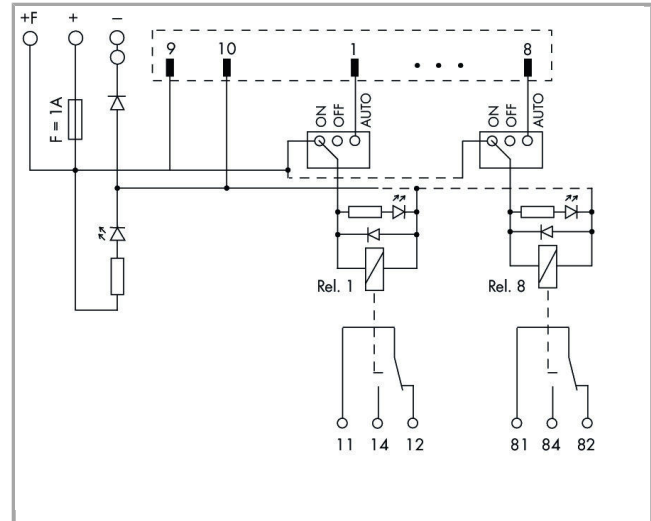 +F + –
9 10 1 • • • 8
F = 1A
ON OFF AUTO
ON OFF AUTO
Rel. 1
Rel. 8
11 14 12
81 84 82